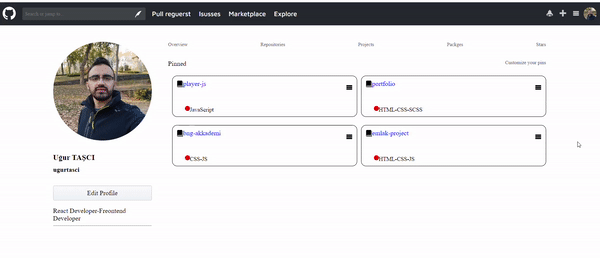 Search or jump to...
Pull reguerst Isusses Marketplace Explore
Overview Repositories Projects Packges Stars
Pinned Customize your pins
player-js
JavaScript
portfolio
HTML-CSS-SCSS
bug-akkademi
CSS-JS
emlak-project
HTML-CSS-JS
Uğur TAŞCI
ugurtasci
Edit Profile
React Developer-Freontend
Developer